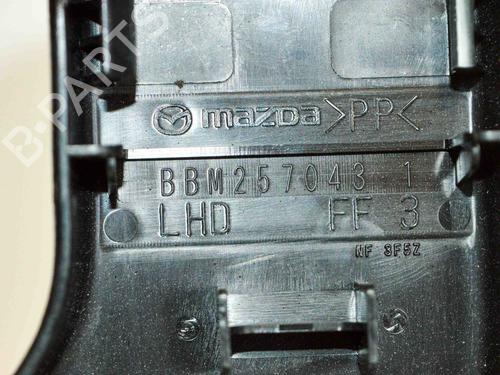 B-PARTS
mazda >PP<
BBM257043 1
LHD FF 3
NF 3F5Z